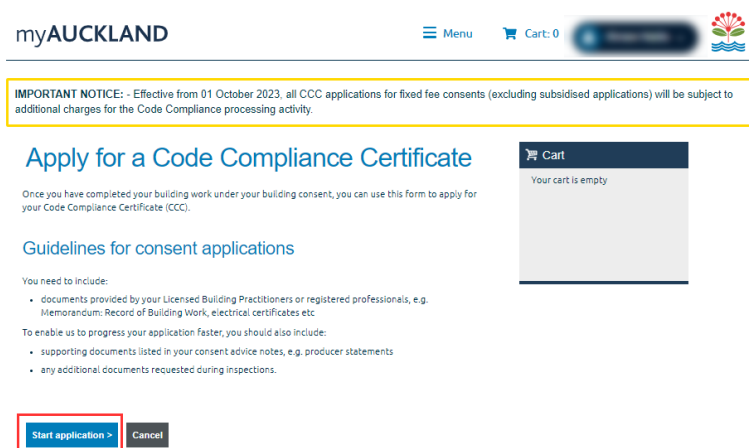 myAUCKLAND
Menu
Cart: 0
IMPORTANT NOTICE: - Effective from 01 October 2023, all CCC applications for fixed fee consents (excluding subsidised applications) will be subject to
additional charges for the Code Compliance processing activity.
Apply for a Code Compliance Certificate
Once you have completed your building work under your building consent, you can use this form to apply for
your Code Compliance Certificate (CCC).
Guidelines for consent applications
You need to include:
• documents provided by your Licensed Building Practitioners or registered professionals, e.g.
Memorandum: Record of Building Work, electrical certificates etc
To enable us to progress your application faster, you should also include:
• supporting documents listed in your consent advice notes, e.g. producer statements
• any additional documents requested during inspections.
Start application >
Cancel
Cart
Your cart is empty